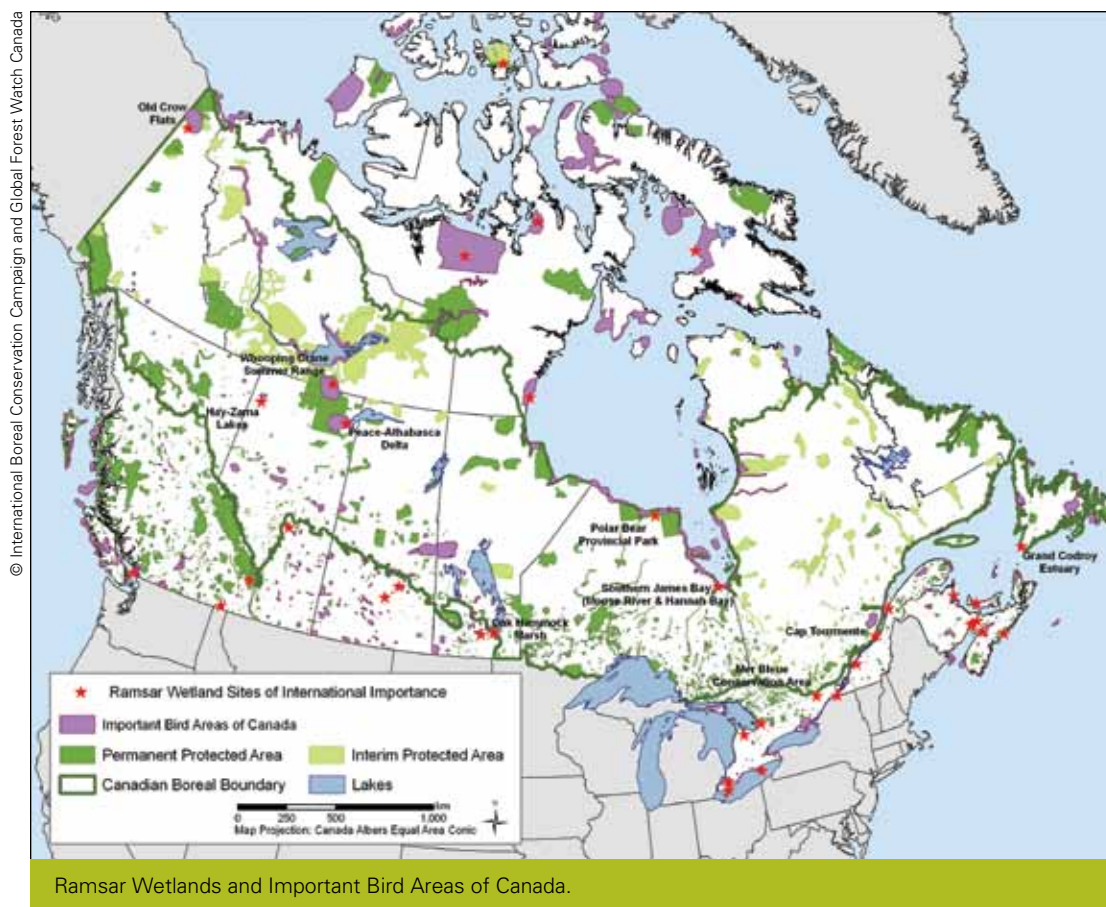 © International Boreal Conservation Campaign and Global Forest Watch Canada
Old Crow
Flats
Whooping Crane
Summer Range
Hay-Zama
Lakes
Peace-Athabasca
Delta
Polar Bear
Provincial Park
Southern James Bay
(Moose River & Hannah Bay)
Grand Codroy
Estuary
Oak Hammock
Marsh
Cap Tourmente
Mer Bleue
Conservation Area
Ramsar Wetland Sites of International Importance
Important Bird Areas of Canada
Permanent Protected Area
Interim Protected Area
Canadian Boreal Boundary
Lakes
km
0 250 500 1,000
Map Projection: Canada Albers Equal Area Conic
Ramsar Wetlands and Important Bird Areas of Canada.